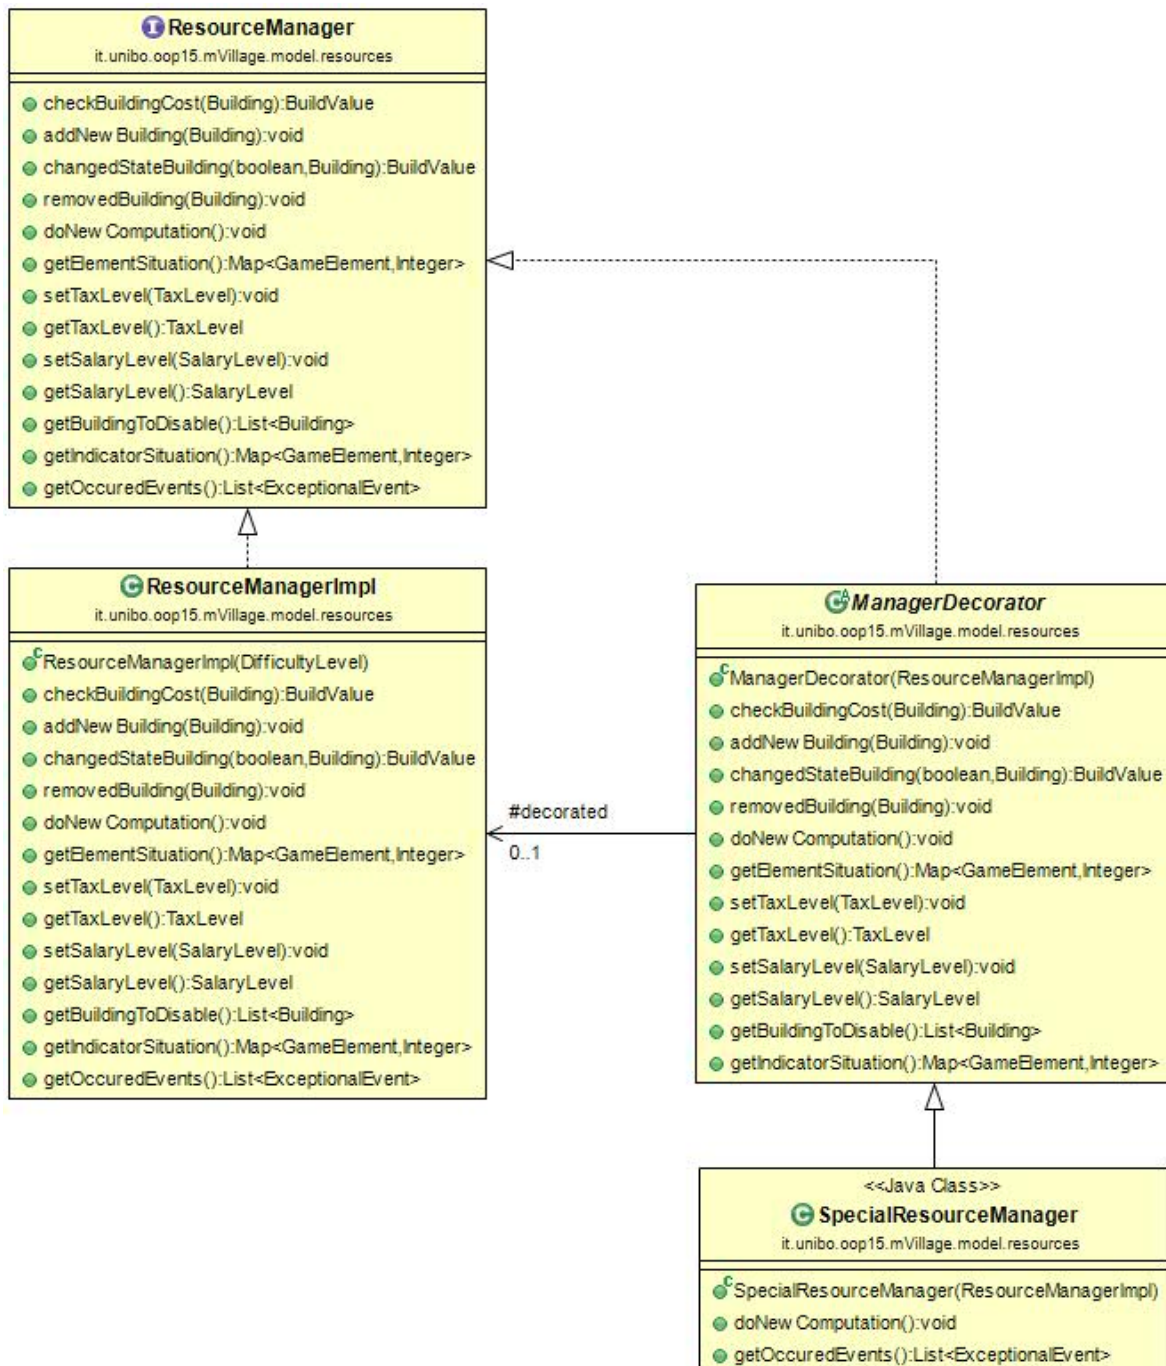 ResourceManager
it.unibo.oop15.mVillage.model.resources
checkBuildingCost(Building):BuildValue
addNewBuilding(Building):void
changedStateBuilding(boolean,Building):BuildValue
removedBuilding(Building):void
doNewComputation():void
getElementSituation():Map<GameElement,Integer>
setTaxLevel(TaxLevel):void
getTaxLevel():TaxLevel
setSalaryLevel(SalaryLevel):void
getSalaryLevel():SalaryLevel
getBuildingToDisable():List<Building>
getIndicatorSituation():Map<GameElement,Integer>
getOccuredEvents():List<ExceptionalEvent>
ResourceManagerImpl
it.unibo.oop15.mVillage.model.resources
ResourceManagerImpl(DifficultyLevel)
checkBuildingCost(Building):BuildValue
addNewBuilding(Building):void
changedStateBuilding(boolean,Building):BuildValue
removedBuilding(Building):void
doNewComputation():void
getElementSituation():Map<GameElement,Integer>
setTaxLevel(TaxLevel):void
getTaxLevel():TaxLevel
setSalaryLevel(SalaryLevel):void
getSalaryLevel():SalaryLevel
getBuildingToDisable():List<Building>
getIndicatorSituation():Map<GameElement,Integer>
getOccuredEvents():List<ExceptionalEvent>
#decorated
0..1
ManagerDecorator
it.unibo.oop15.mVillage.model.resources
ManagerDecorator(ResourceManagerImpl)
checkBuildingCost(Building):BuildValue
addNewBuilding(Building):void
changedStateBuilding(boolean,Building):BuildValue
removedBuilding(Building):void
doNewComputation():void
getElementSituation():Map<GameElement,Integer>
setTaxLevel(TaxLevel):void
getTaxLevel():TaxLevel
setSalaryLevel(SalaryLevel):void
getSalaryLevel():SalaryLevel
getBuildingToDisable():List<Building>
getIndicatorSituation():Map<GameElement,Integer>
<<Java Class>>
SpecialResourceManager
it.unibo.oop15.mVillage.model.resources
SpecialResourceManager(ResourceManagerImpl)
doNewComputation():void
getOccuredEvents():List<ExceptionalEvent>